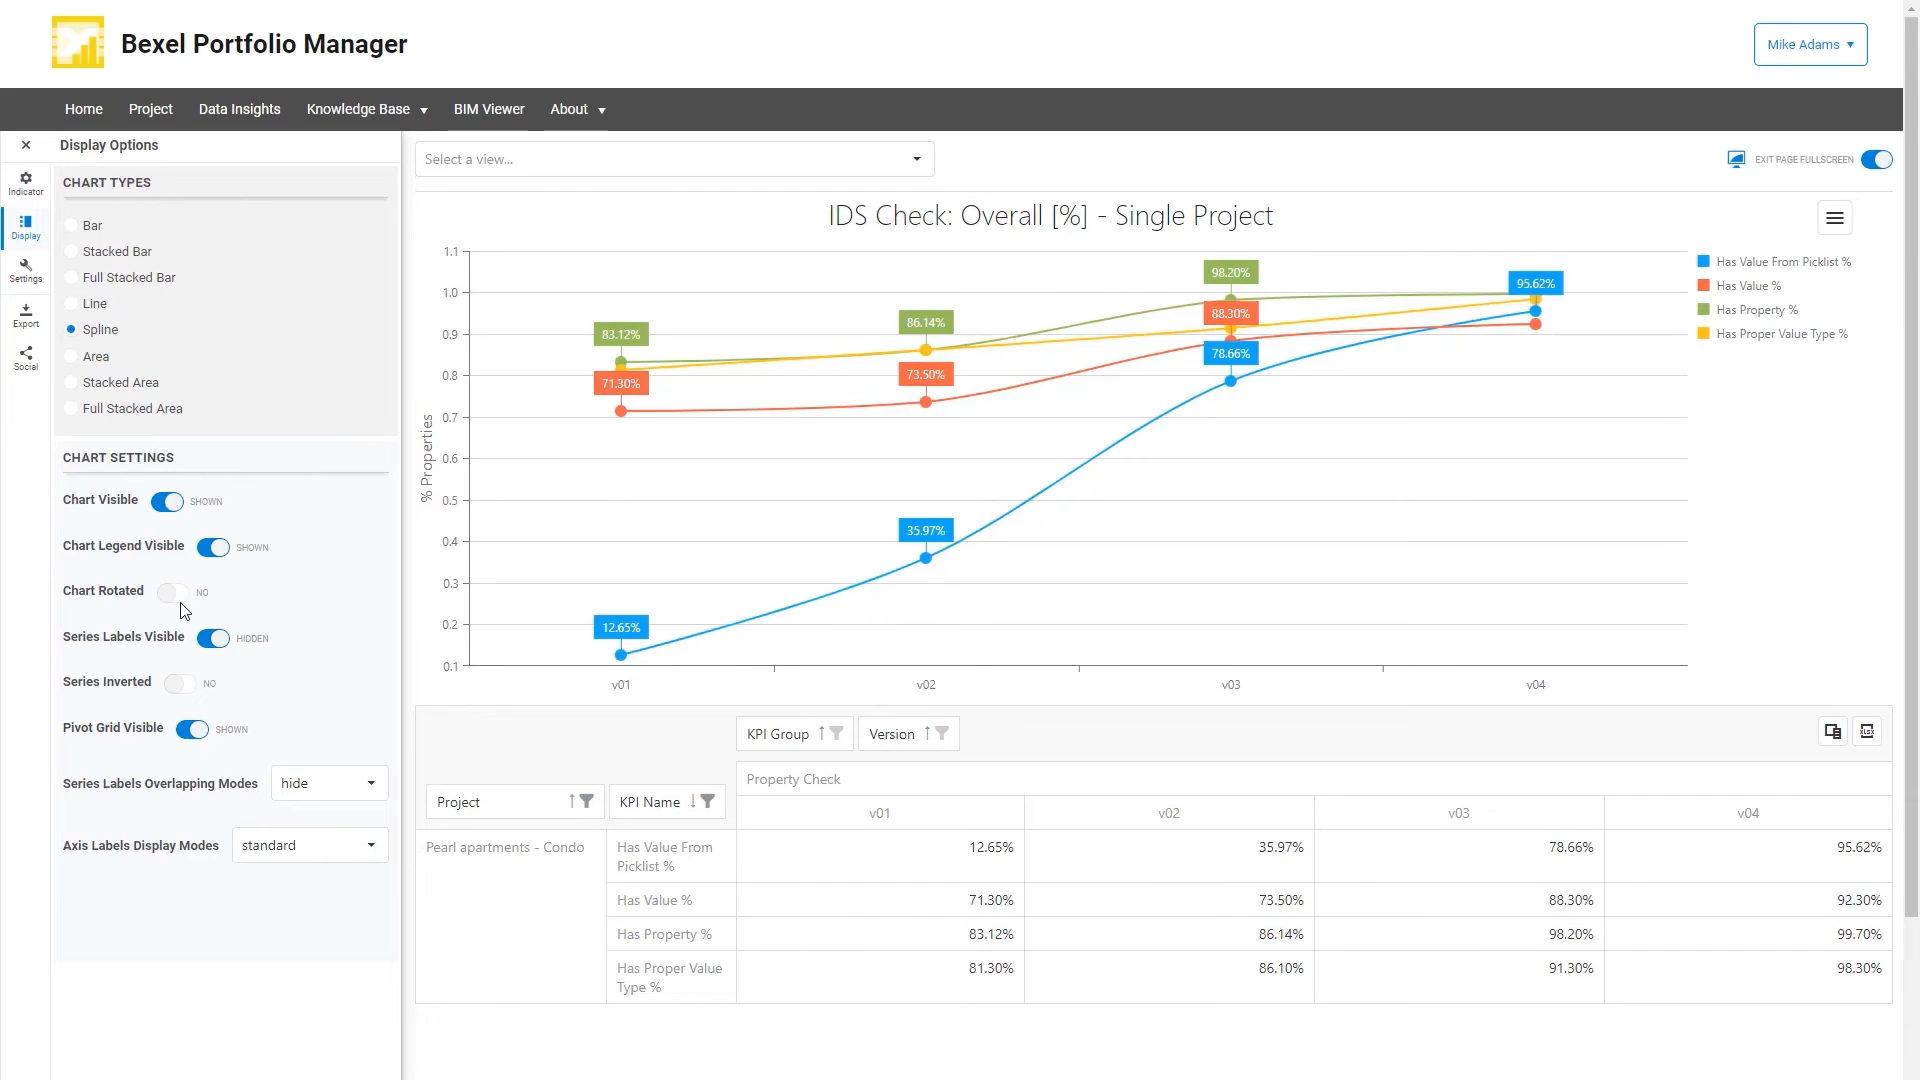 Bexel Portfolio Manager
Mike Adams
Home Project Data Insights Knowledge Base BIM Viewer About
Display Options
Indicator
Display
Settings
Export
Social
CHART TYPES
Bar
Stacked Bar
Full Stacked Bar
Line
Spline
Area
Stacked Area
Full Stacked Area
CHART SETTINGS
Chart Visible SHOWN
Chart Legend Visible SHOWN
Chart Rotated NO
Series Labels Visible HIDDEN
Series Inverted NO
Pivot Grid Visible SHOWN
Series Labels Overlapping Modes hide
Axis Labels Display Modes standard
Select a view...
EXIT PAGE FULLSCREEN
IDS Check: Overall [%] - Single Project
% Properties
1.1
1.0
0.9
0.8
0.7
0.6
0.5
0.4
0.3
0.2
0.1
83.12%
71.30%
12.65%
86.14%
73.50%
35.97%
98.20%
88.30%
78.66%
95.62%
v01 v02 v03 v04
Has Value From Picklist %
Has Value %
Has Property %
Has Proper Value Type %
KPI Group Version
XLSX
Project KPI Name
Property Check
v01 v02 v03 v04
Pearl apartments - Condo
Has Value From
Picklist %
12.65% 35.97% 78.66% 95.62%
Has Value % 71.30% 73.50% 88.30% 92.30%
Has Property % 83.12% 86.14% 98.20% 99.70%
Has Proper Value
Type %
81.30% 86.10% 91.30% 98.30%